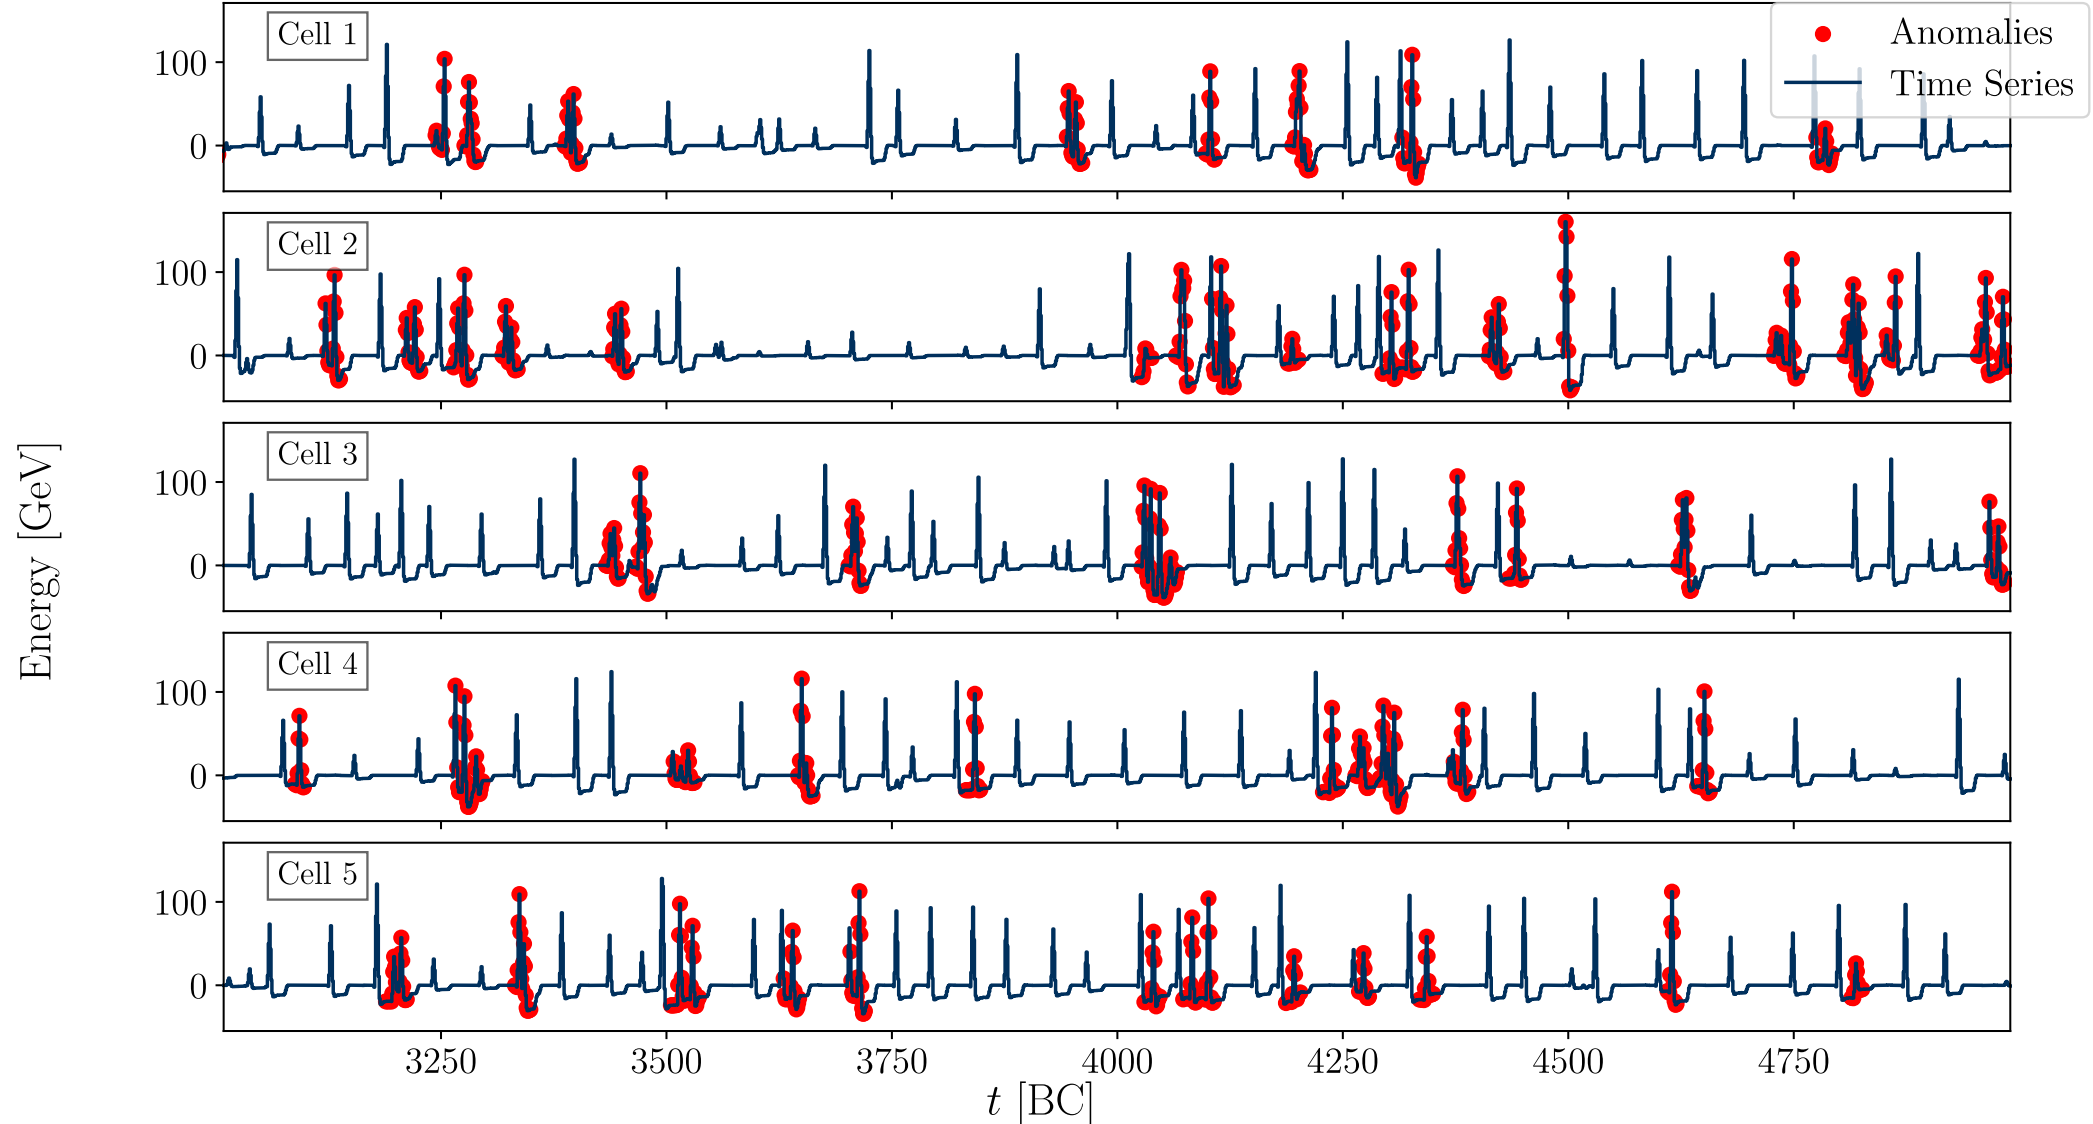 Cell 1
Anomalies
Time Series
100
0
Cell 2
100
0
Cell 3
100
0
Cell 4
100
0
Cell 5
100
0
Energy [GeV]
3250 3500 3750 4000 4250 4500 4750
t [BC]